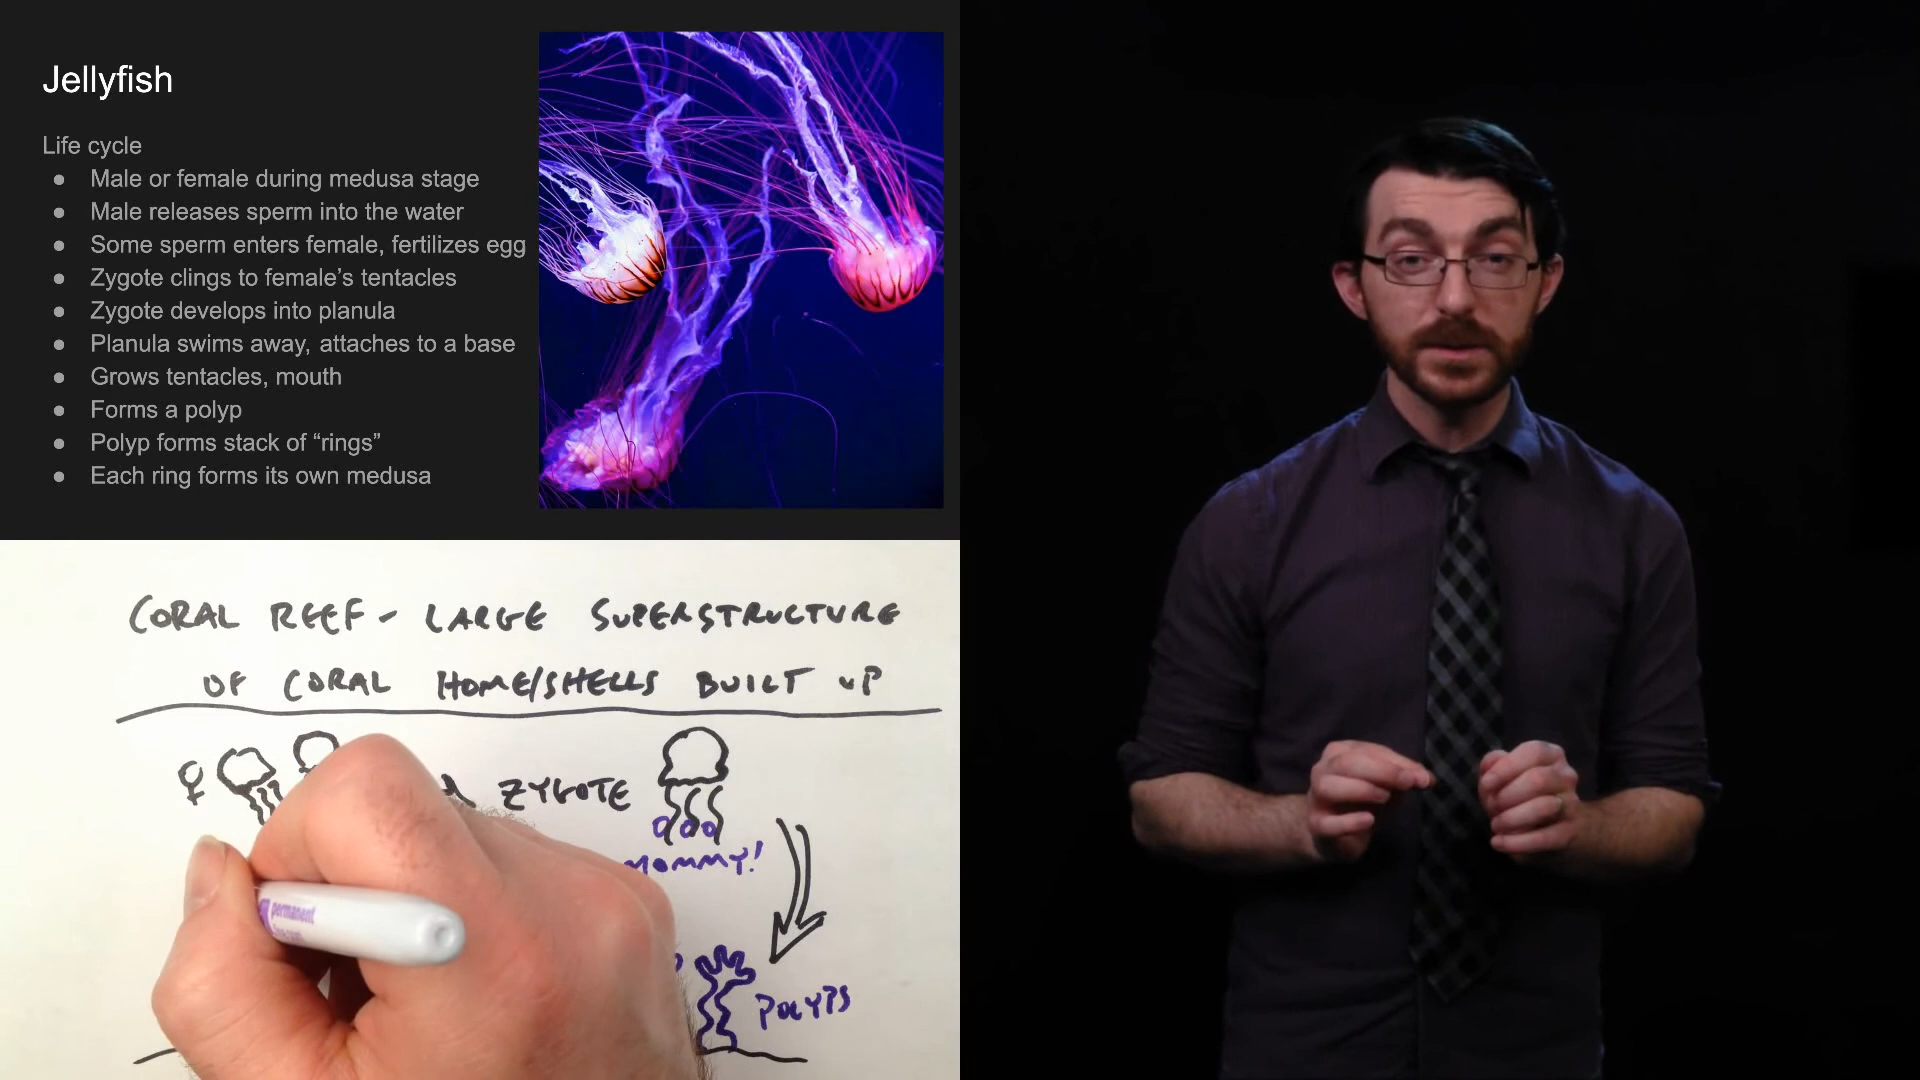 Jellyfish
Life cycle
● Male or female during medusa stage
● Male releases sperm into the water
● Some sperm enters female, fertilizes egg
● Zygote clings to female’s tentacles
● Zygote develops into planula
● Planula swims away, attaches to a base
● Grows tentacles, mouth
● Forms a polyp
● Polyp forms stack of “rings”
● Each ring forms its own medusa
CORAL REEF - LARGE SUPERSTRUCTURE
OF CORAL HOME/SHELLS BUILT UP
♀ ZYGOTE
MOMMY!
permanent
POLYPS